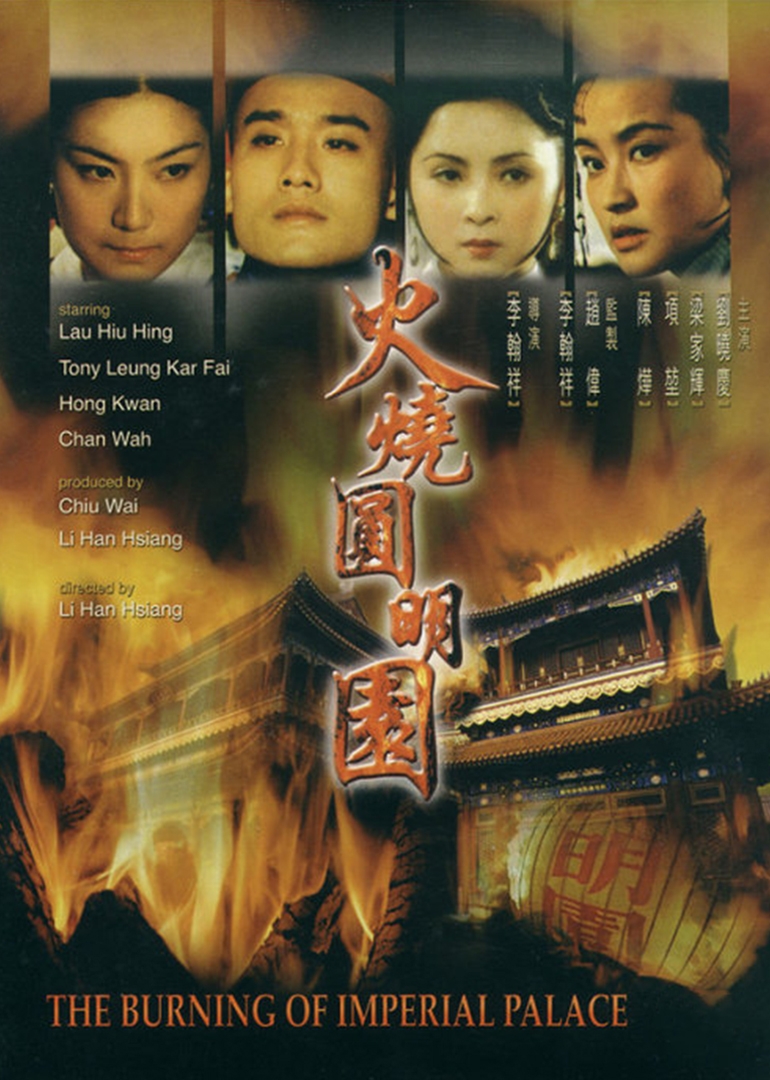 starring
Lau Hiu Hing
Tony Leung Kar Fai
Hong Kwan
Chan Wah
produced by
Chiu Wai
Li Han Hsiang
directed by
Li Han Hsiang
火燒圓明園
主演
劉曉慶
梁家輝
項堃
陳燁
監製
趙偉
李翰祥
導演
李翰祥
明園
THE BURNING OF IMPERIAL PALACE